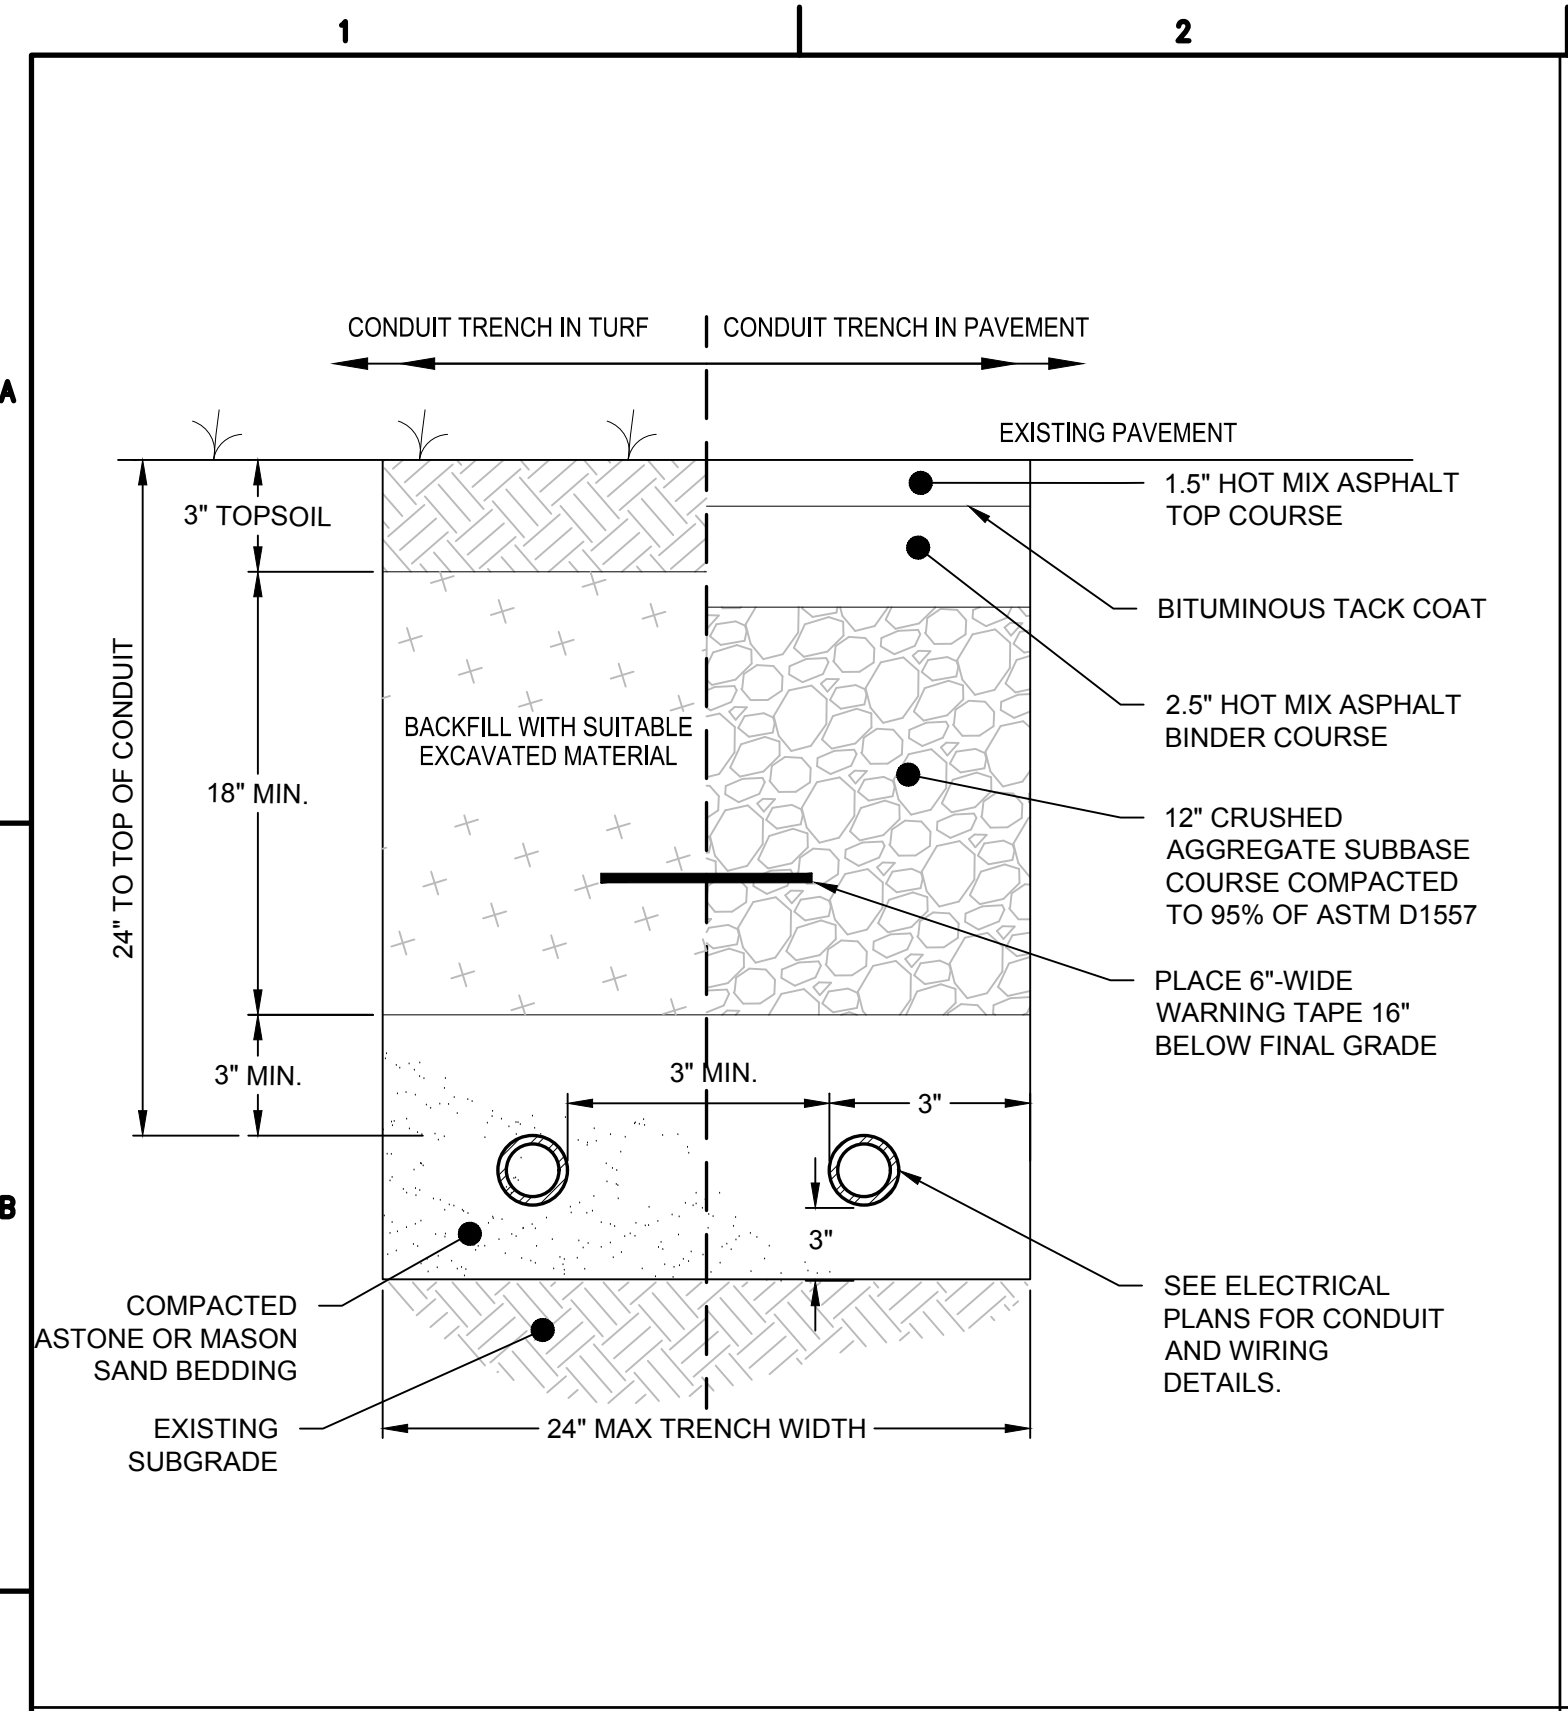 1
2
CONDUIT TRENCH IN TURF
CONDUIT TRENCH IN PAVEMENT
A
EXISTING PAVEMENT
3" TOPSOIL
1.5" HOT MIX ASPHALT
TOP COURSE
BITUMINOUS TACK COAT
24" TO TOP OF CONDUIT
2.5" HOT MIX ASPHALT
BINDER COURSE
BACKFILL WITH SUITABLE
EXCAVATED MATERIAL
18" MIN.
12" CRUSHED
AGGREGATE SUBBASE
COURSE COMPACTED
TO 95% OF ASTM D1557
PLACE 6"-WIDE
WARNING TAPE 16"
BELOW FINAL GRADE
3" MIN.
3" MIN.
3"
B
3"
COMPACTED
ASTONE OR MASON
SAND BEDDING
SEE ELECTRICAL
PLANS FOR CONDUIT
AND WIRING
DETAILS.
EXISTING
SUBGRADE
24" MAX TRENCH WIDTH